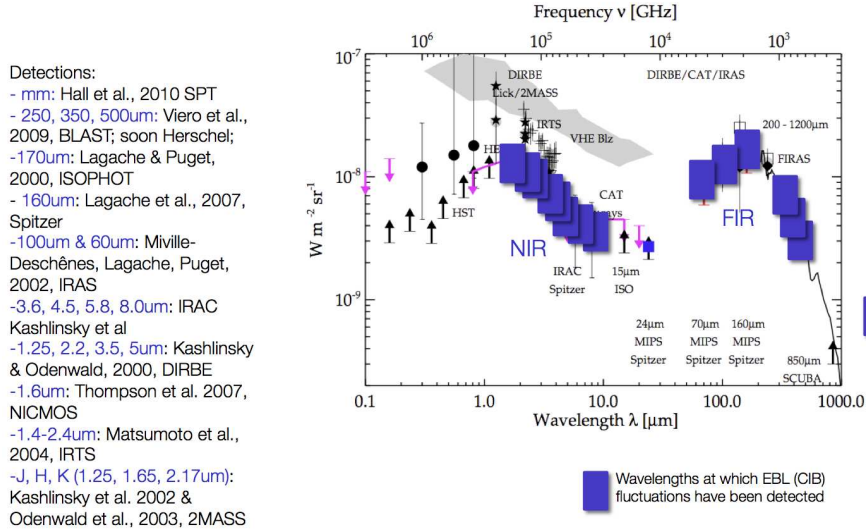 Detections:
- mm: Hall et al., 2010 SPT
- 250, 350, 500um: Viero et al.,
2009, BLAST; soon Herschel;
-170um: Lagache & Puget,
2000, ISOPHOT
- 160um: Lagache et al., 2007,
Spitzer
-100um & 60um: Miville-
Deschênes, Lagache, Puget,
2002, IRAS
-3.6, 4.5, 5.8, 8.0um: IRAC
Kashlinsky et al
-1.25, 2.2, 3.5, 5um: Kashlinsky
& Odenwald, 2000, DIRBE
-1.6um: Thompson et al. 2007,
NICMOS
-1.4-2.4um: Matsumoto et al.,
2004, IRTS
-J, H, K (1.25, 1.65, 2.17um):
Kashlinsky et al. 2002 &
Odenwald et al., 2003, 2MASS
Frequency ν [GHz]
10⁶ 10⁵ 10⁴ 10³
10⁻⁷
10⁻⁸
10⁻⁹
W m⁻² sr⁻¹
DIRBE
Lick/2MASS
DIRBE/CAT/IRAS
IRTS
VHE Blz
200 - 1200μm
FIRAS
HST
CAT
NIR
FIR
IRAC
Spitzer
15μm
ISO
24μm
MIPS
Spitzer
70μm
MIPS
Spitzer
160μm
MIPS
Spitzer
850μm
SCUBA
0.1 1.0 10.0 100.0 1000.0
Wavelength λ [μm]
Wavelengths at which EBL (CIB)
fluctuations have been detected